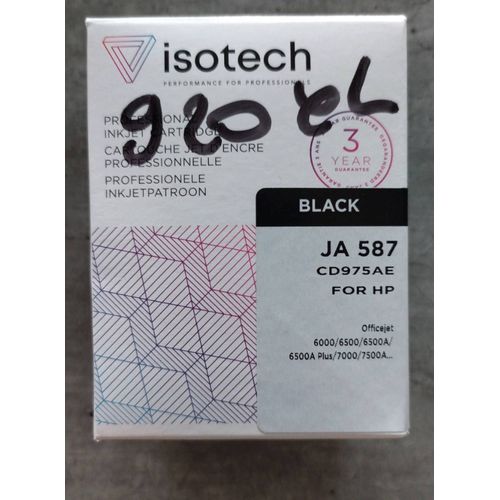 isotech
PERFORMANCE FOR PROFESSIONALS
920 XL
PROFESSIONAL
INKJET CARTRIDGE
CARTOUCHE JET D'ENCRE
PROFESSIONNELLE
PROFESSIONELE
INKJETPATROON
3
YEAR
GUARANTEE
BLACK
JA 587
CD975AE
FOR HP
Officejet
6000/6500/6500A/
6500A Plus/7000/7500A...